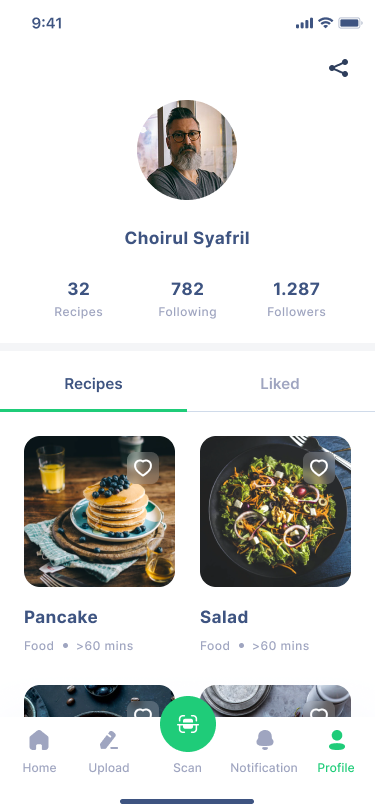 9:41
Choirul Syafril
32 782 1.287
Recipes Following Followers
Recipes Liked
Pancake Salad
Food • >60 mins Food • >60 mins
Home Upload Scan Notification Profile